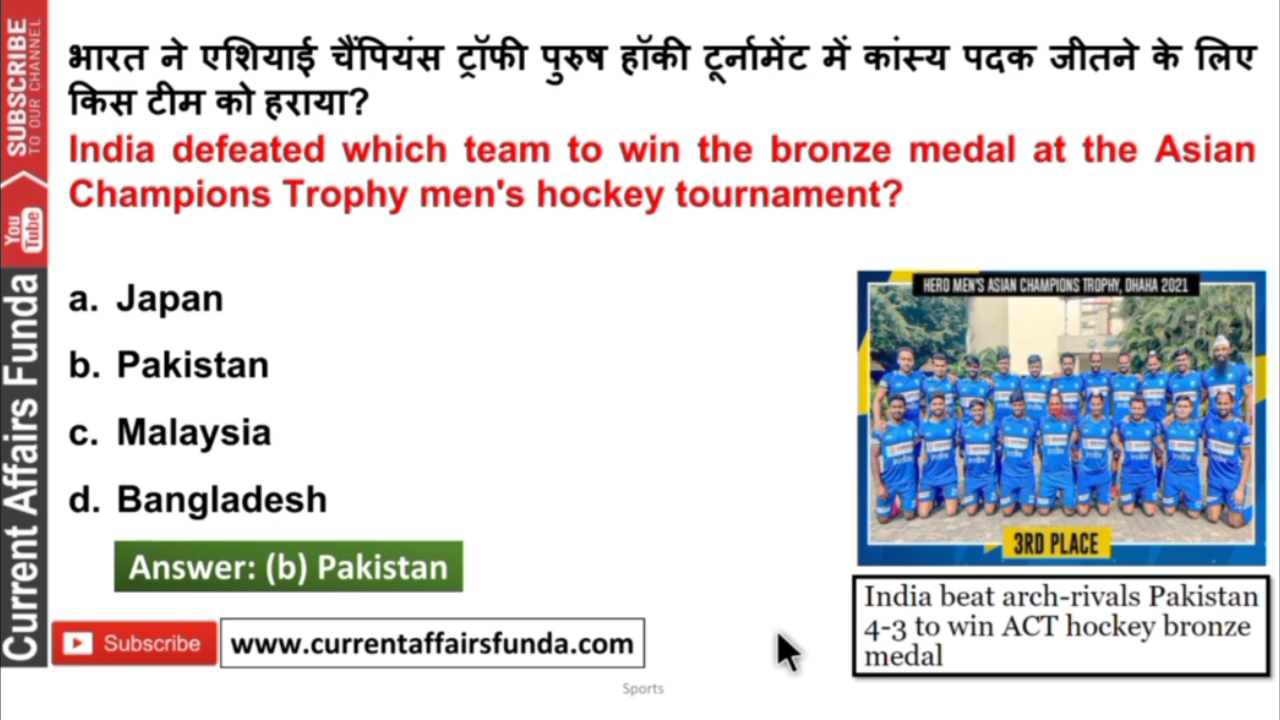 भारत ने एशियाई चैंपियंस ट्रॉफी पुरुष हॉकी टूर्नामेंट में कांस्य पदक जीतने के लिए
किस टीम को हराया?
India defeated which team to win the bronze medal at the Asian
Champions Trophy men's hockey tournament?
a. Japan
b. Pakistan
c. Malaysia
d. Bangladesh
Answer: (b) Pakistan
HERO MEN'S ASIAN CHAMPIONS TROPHY, DHAKA 2021
3RD PLACE
India beat arch-rivals Pakistan
4-3 to win ACT hockey bronze
medal
Subscribe
www.currentaffairsfunda.com
Sports
SUBSCRIBE
TO OUR CHANNEL
You
Tube
Current Affairs Funda